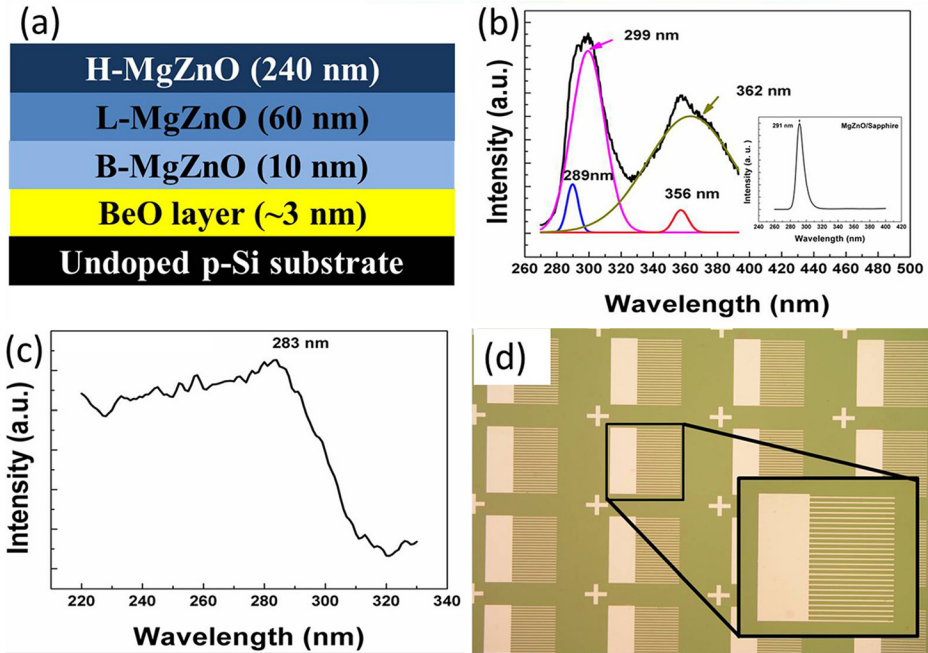 (a)
H-MgZnO (240 nm)
L-MgZnO (60 nm)
B-MgZnO (10 nm)
BeO layer (~3 nm)
Undoped p-Si substrate
(b)
299 nm
362 nm
289nm
356 nm
Intensity (a.u.)
260 280 300 320 340 360 380 400 420 440 460 480 500
Wavelength (nm)
291 nm
MgZnO/Sapphire
Intensity (a. u.)
240 260 280 300 320 340 360 380 400 420
Wavelength (nm)
(c)
283 nm
Intensity (a.u.)
220 240 260 280 300 320 340
Wavelength (nm)
(d)